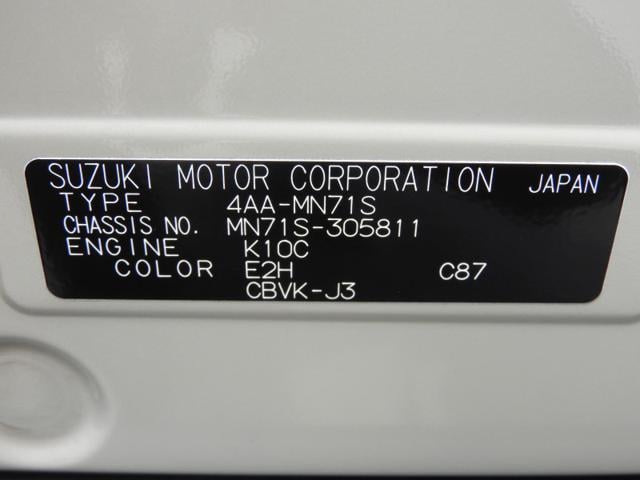 SUZUKI MOTOR CORPORATION JAPAN
TYPE 4AA-MN71S
CHASSIS NO. MN71S-305811
ENGINE K10C
COLOR E2H C87
CBVK-J3